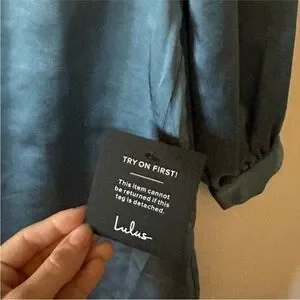 TRY ON FIRST!
This item cannot
be returned if this
tag is detached.
Lulus